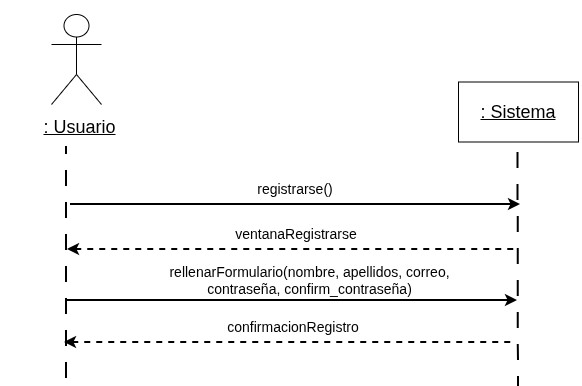 : Usuario
: Sistema
registrarse()
ventanaRegistrarse
rellenarFormulario(nombre, apellidos, correo,
contraseña, confirm_contraseña)
confirmacionRegistro